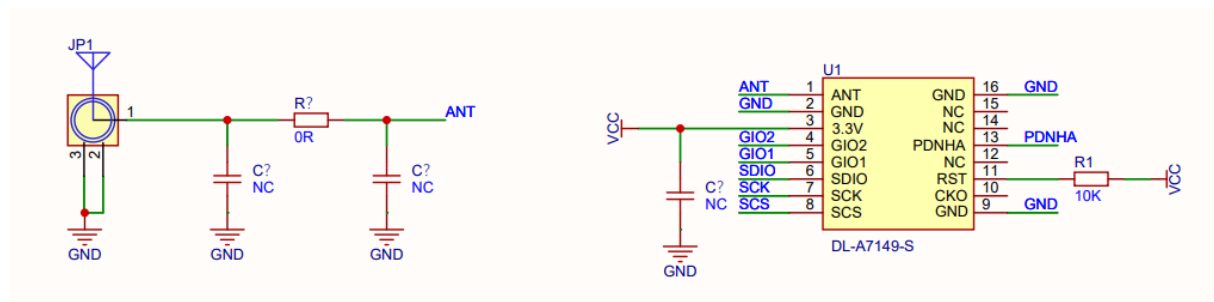 JP1
1
3
2
GND
C?
NC
GND
R?
0R
C?
NC
GND
ANT
U1
VCC
C?
NC
GND
ANT 1 ANT
GND 2 GND
3 3.3V
GIO2 4 GIO2
GIO1 5 GIO1
SDIO 6 SDIO
SCK 7 SCK
SCS 8 SCS
GND 16 GND
NC 15
NC 14
PDNHA 13 PDNHA
NC 12
RST 11
CKO 10
GND 9 GND
R1
10K
VCC
DL-A7149-S